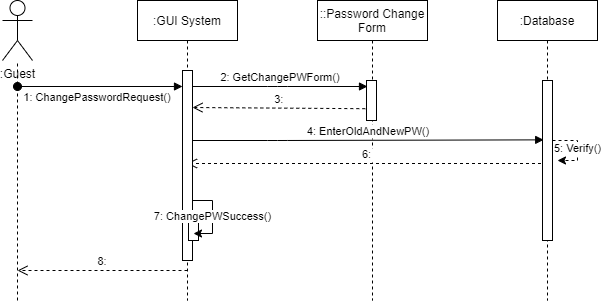 :GUI System
::Password Change
Form
:Database
:Guest
1: ChangePasswordRequest()
2: GetChangePWForm()
3:
4: EnterOldAndNewPW()
5: Verify()
6:
7: ChangePWSuccess()
8: